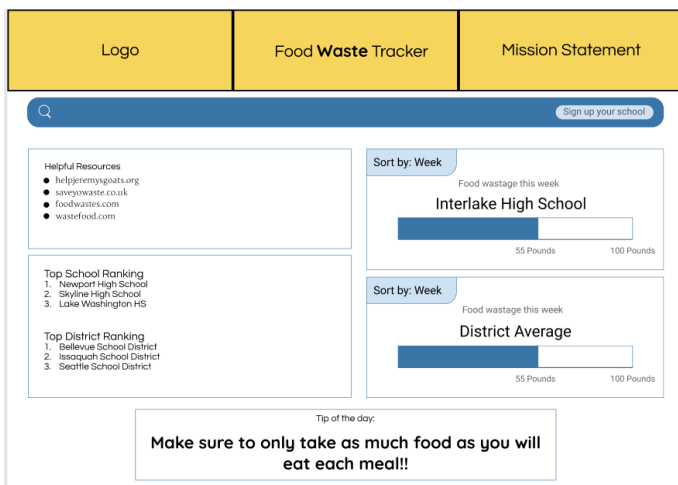 Logo
Food Waste Tracker
Mission Statement
Sign up your school
Helpful Resources
helpjeremysgoats.org
saveyowaste.co.uk
foodwastes.com
wastefood.com
Top School Ranking
1. Newport High School
2. Skyline High School
3. Lake Washington HS
Top District Ranking
1. Bellevue School District
2. Issaquah School District
3. Seattle School District
Sort by: Week
Food wastage this week
Interlake High School
55 Pounds 100 Pounds
Sort by: Week
Food wastage this week
District Average
55 Pounds 100 Pounds
Tip of the day:
Make sure to only take as much food as you will
eat each meal!!